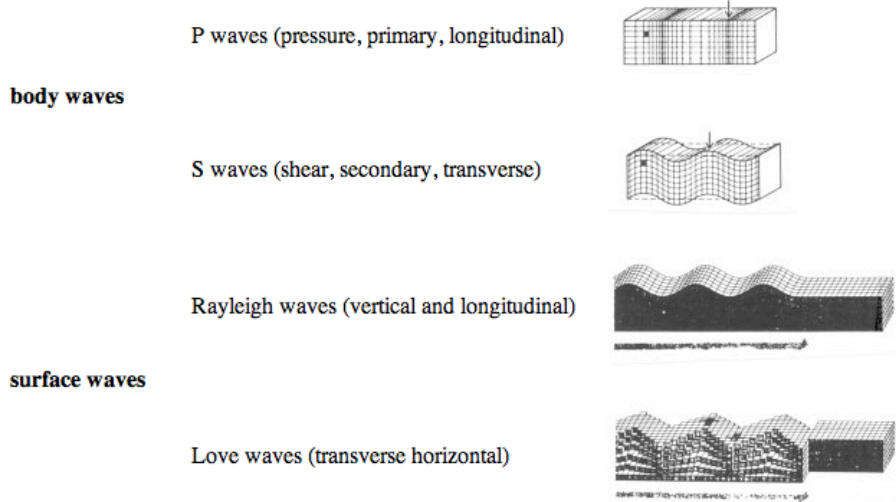 P waves (pressure, primary, longitudinal)
body waves
S waves (shear, secondary, transverse)
Rayleigh waves (vertical and longitudinal)
surface waves
Love waves (transverse horizontal)